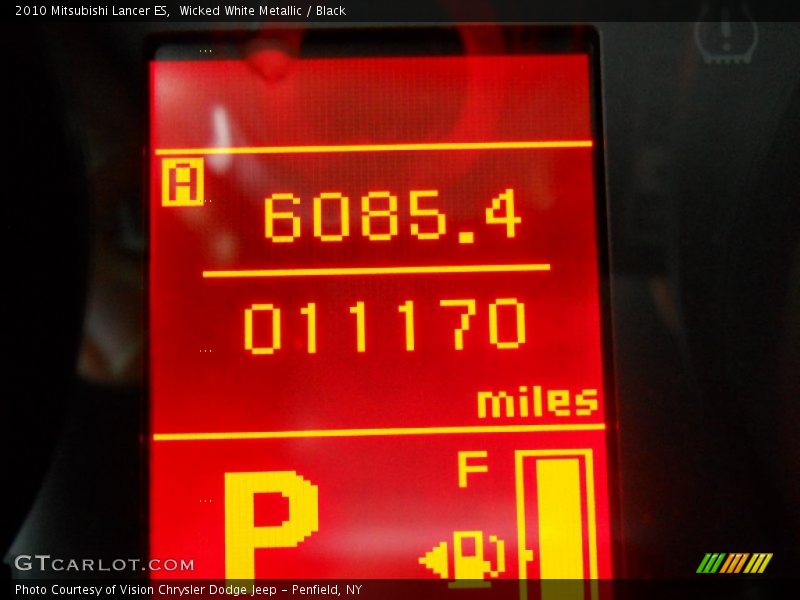 2010 Mitsubishi Lancer ES,  Wicked White Metallic / Black
A
6085.4
011170
miles
F
P
GTCARLOT.COM
Photo Courtesy of Vision Chrysler Dodge Jeep - Penfield, NY